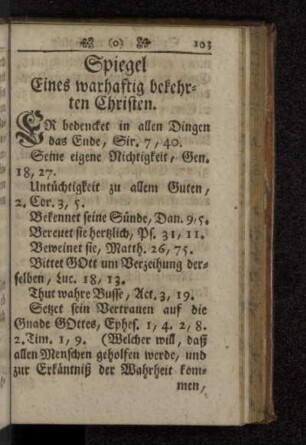 (o) 103
Spiegel
Eines warhaftig bekehr-
ten Christen.
ER bedencket in allen Dingen
das Ende, Sir. 7, 40.
Seine eigene Nichtigkeit, Gen.
18, 27.
Untüchtigkeit zu allem Guten,
2. Cor. 3, 5.
Bekennet seine Sünde, Dan. 9, 5.
Bereuet sie hertzlich, Ps. 31, 11.
Beweinet sie, Matth. 26, 75.
Bittet GOtt um Verzeihung der-
selben, Luc. 18, 13.
Thut wahre Busse, Act. 3, 19.
Setzet sein Vertrauen auf die
Gnade GOttes, Ephes. 1, 4. 2, 8.
2. Tim. 1, 9. (Welcher will, daß
allen Menschen geholfen werde, und
zur Erkäntniß der Wahrheit kom-
men,